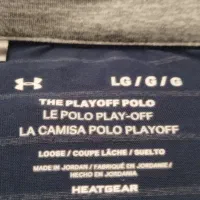 LG / G / G
THE PLAYOFF POLO
LE POLO PLAY-OFF
LA CAMISA POLO PLAYOFF
LOOSE / COUPE LÂCHE / SUELTO
MADE IN JORDAN / FABRIQUÉ EN JORDANIE /
HECHO EN JORDANIA
HEATGEAR